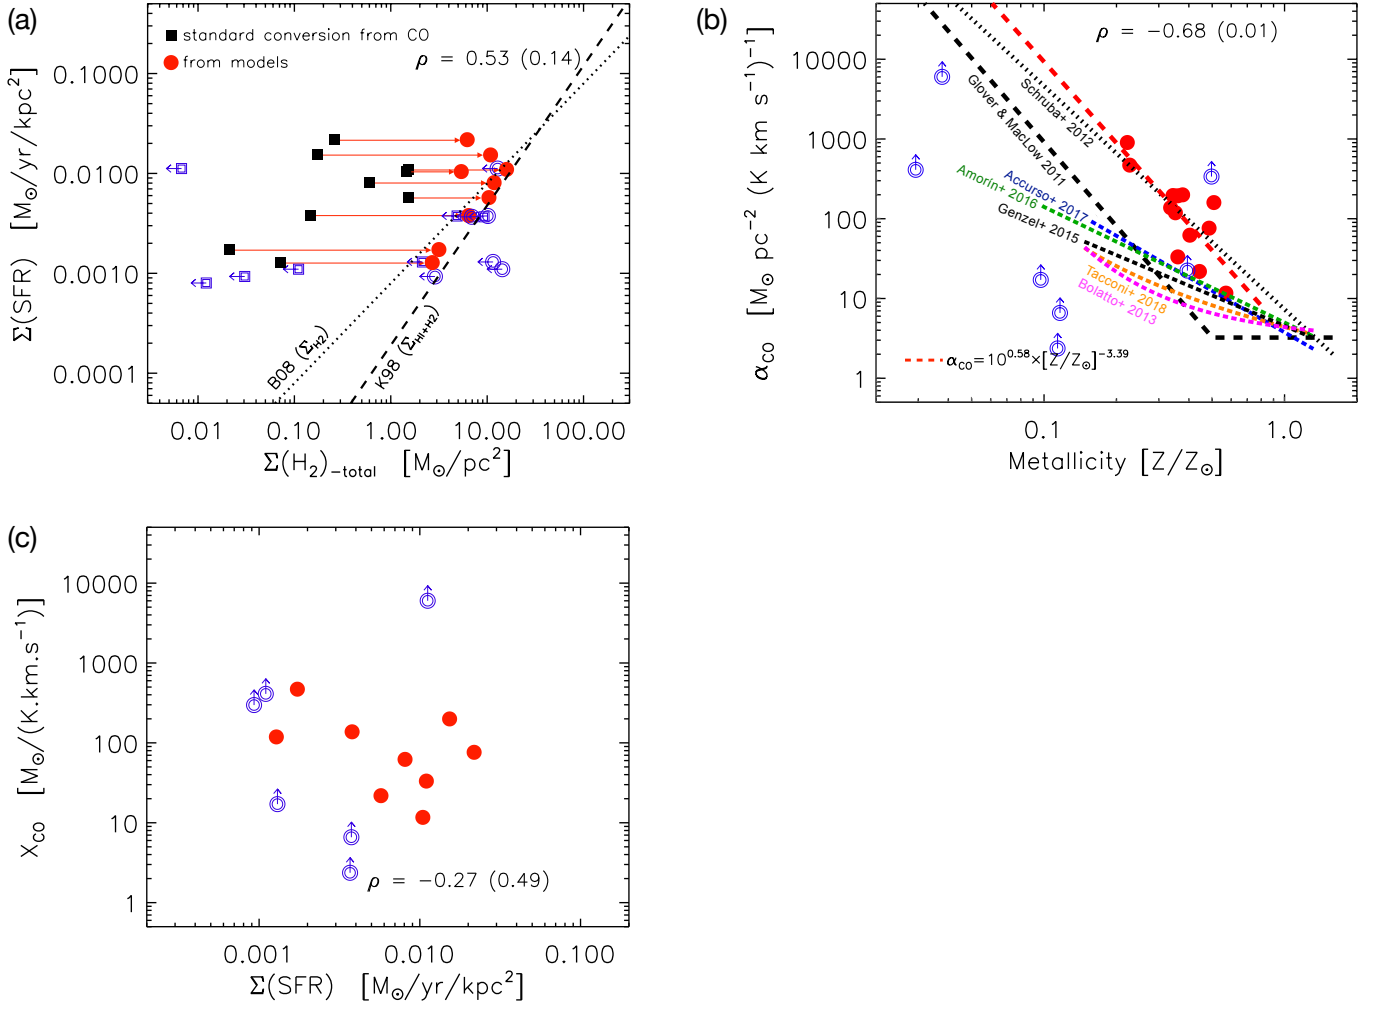 (a)
■ standard conversion from CO
● from models
ρ = 0.53 (0.14)
Σ(SFR) [M⊙/yr/kpc²]
0.1000
0.0100
0.0010
0.0001
B08 (Σ_H2)
K98 (Σ_HI+H2)
0.01 0.10 1.00 10.00 100.00
Σ(H₂)₋total [M⊙/pc²]
(b)
ρ = −0.68 (0.01)
α_CO [M⊙ pc⁻² (K km s⁻¹)⁻¹]
10000
1000
100
10
1
Schruba+ 2012
Glover & MacLow 2011
Accurso+ 2017
Amorín+ 2016
Genzel+ 2015
Tacconi+ 2018
Bolatto+ 2013
α_CO=10^0.58×[Z/Z⊙]^−3.39
0.1 1.0
Metallicity [Z/Z⊙]
(c)
X_CO [M⊙/(K.km.s⁻¹)]
10000
1000
100
10
1
ρ = −0.27 (0.49)
0.001 0.010 0.100
Σ(SFR) [M⊙/yr/kpc²]